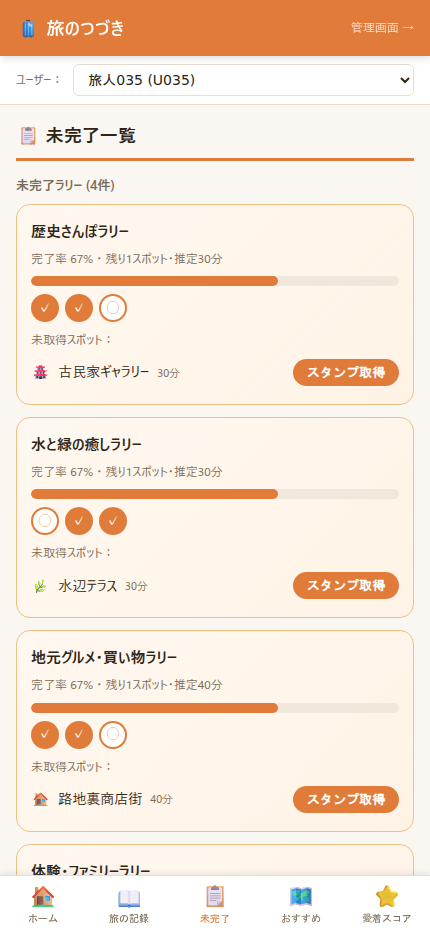 旅のつづき
管理画面 →
ユーザー：
旅人035 (U035)
未完了一覧
未完了ラリー (4件)
歴史さんぽラリー
完了率 67%・残り1スポット・推定30分
✓ ✓ ○
未取得スポット：
古民家ギャラリー 30分
スタンプ取得
水と緑の癒しラリー
完了率 67%・残り1スポット・推定30分
○ ✓ ✓
未取得スポット：
水辺テラス 30分
スタンプ取得
地元グルメ・買い物ラリー
完了率 67%・残り1スポット・推定40分
✓ ✓ ○
未取得スポット：
路地裏商店街 40分
スタンプ取得
体験・ファミリーラリー
ホーム
旅の記録
未完了
おすすめ
愛着スコア